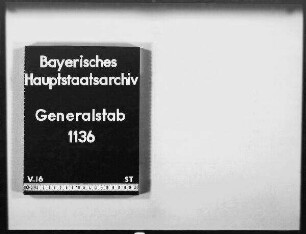 Bayerisches
Hauptstaatsarchiv
Generalstab
1136
V.16 ST